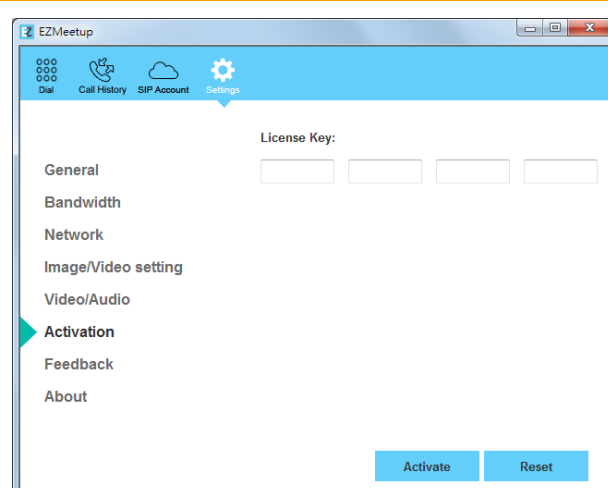 EZMeetup
Dial Call History SIP Account Settings
License Key:
General
Bandwidth
Network
Image/Video setting
Video/Audio
Activation
Feedback
About
Activate Reset